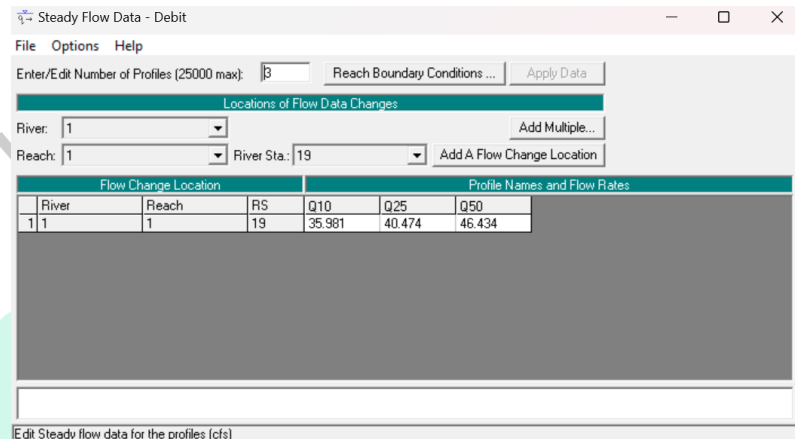 Steady Flow Data - Debit
File Options Help
Enter/Edit Number of Profiles (25000 max): 3 Reach Boundary Conditions ... Apply Data
Locations of Flow Data Changes
River: 1 Add Multiple...
Reach: 1 River Sta.: 19 Add A Flow Change Location
Flow Change Location Profile Names and Flow Rates
River Reach RS Q10 Q25 Q50
1 1 1 19 35.981 40.474 46.434
Edit Steady flow data for the profiles (cfs)